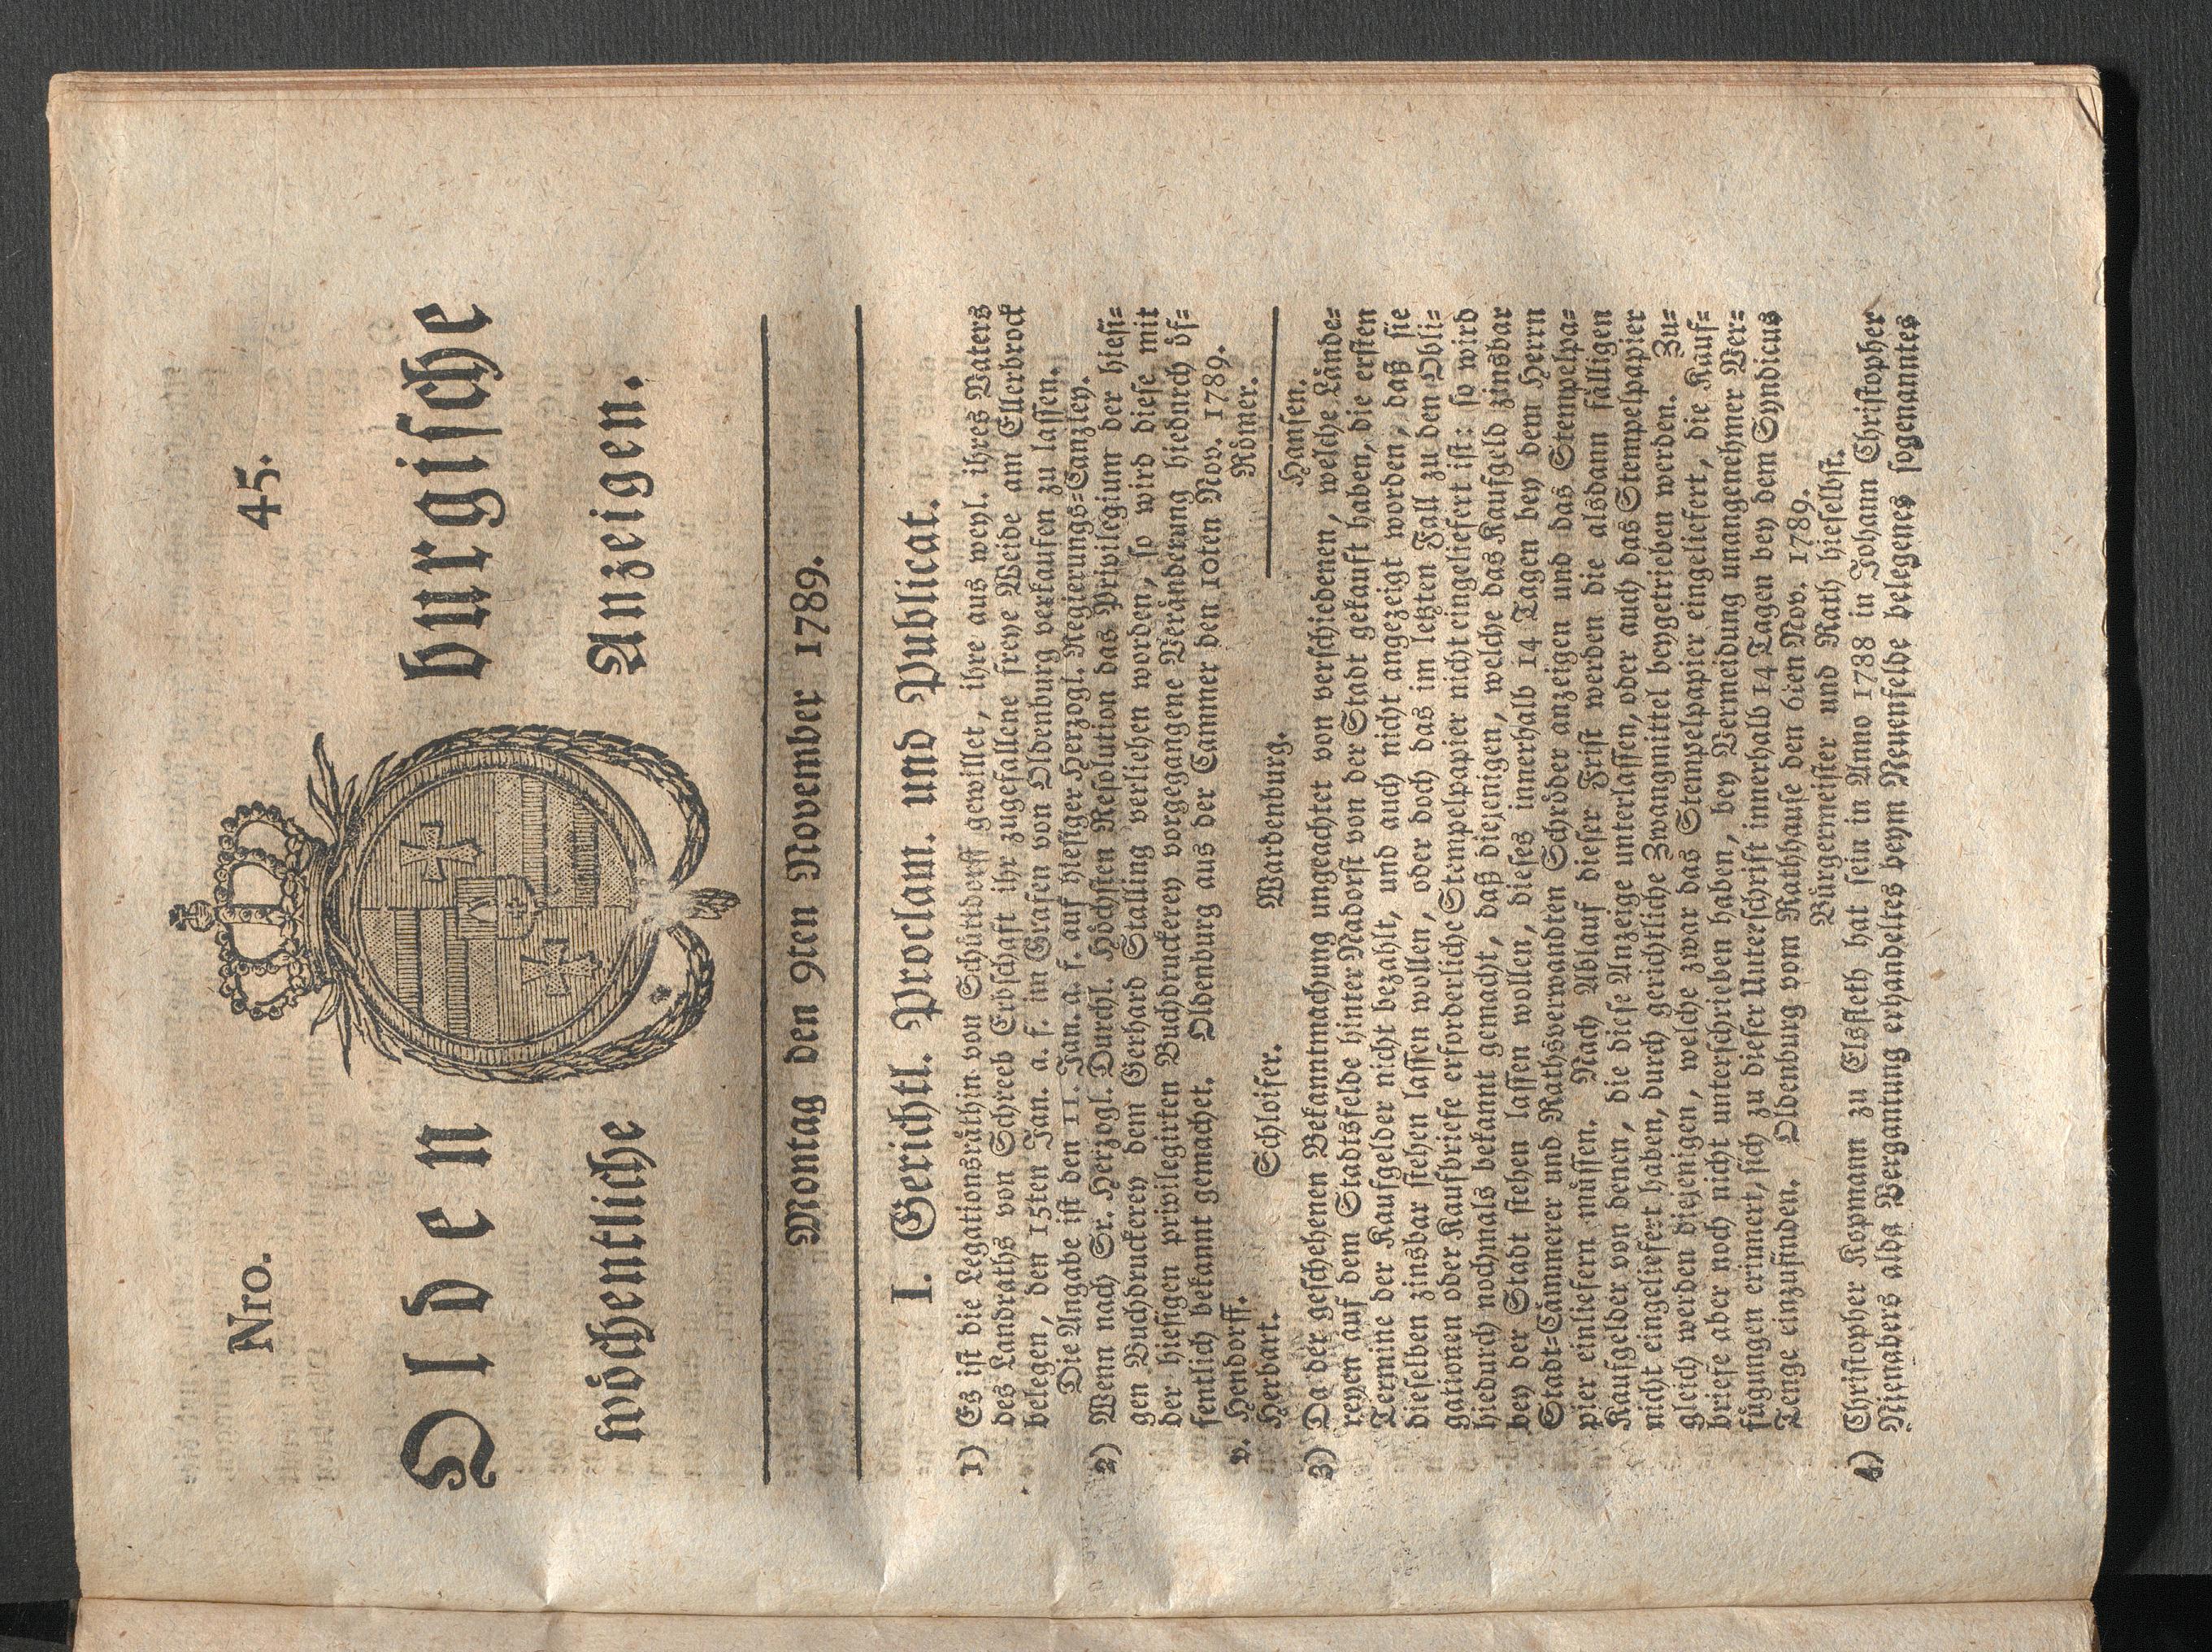 Nro. 45.
Olden burgische
wöchentliche Anzeigen.
Montag den 9ten November 1789.
I. Gerichtl. Proclam. und Publicat.
1) Es ist die Legationsräthin von Schüttdorff gewillet, ihre aus weyl. ihres Vaters
des Landraths von Schreeb Erbschaft ihr zugefallene freye Weide am Ellerbrock
belegen, den 15ten Jan. a. f. im Grafen von Oldenburg verkaufen zu lassen.
Die Angabe ist den 11. Jan. a. f. auf hiesiger Herzogl. Regierungs=Canzley.
2) Wenn nach Sr. Herzogl. Durchl. Höchsten Resolution das Privilegium der hiesi=
gen Buchdruckerey dem Gerhard Stalling verliehen worden, so wird diese mit
der hiesigen privilegirten Buchdruckerey vorgegangene Veränderung hiedurch öf=
fentlich bekannt gemachet. Oldenburg aus der Cammer den 10ten Nov. 1789.
v. Hendorff. Römer.
Herbart. Schloifer. Wardenburg. Hansen.
3) Da der geschehenen Bekanntmachung ungeachtet von verschiedenen, welche Lände=
reyen auf dem Stadtsfelde hinter Nadorst von der Stadt gekauft haben, die ersten
Termine der Kaufgelder nicht bezahlt, und auch nicht angezeigt worden, daß sie
dieselben zinsbar stehen lassen wollen, oder doch das im letzten Fall zu den Obli=
gationen oder Kaufbriefe erforderliche Stempelpapier nicht eingeliefert ist: so wird
hiedurch nochmals bekannt gemacht, daß diejenigen, welche das Kaufgeld zinsbar
bey der Stadt stehen lassen wollen, dieses innerhalb 14 Tagen bey dem Herrn
Stadt=Cämmerer und Rathsverwandten Schröder anzeigen und das Stempelpa=
pier einliefern müssen. Nach Ablauf dieser Frist werden die alsdann fälligen
Kaufgelder von denen, die diese Anzeige unterlassen, oder auch das Stempelpapier
nicht eingeliefert haben, durch gerichtliche Zwangmittel beygetrieben werden. Zu=
gleich werden diejenigen, welche zwar das Stempelpapier eingeliefert, die Kauf=
briefe aber noch nicht unterschrieben haben, bey Vermeidung unangenehmer Ver=
fügungen erinnert, sich zu dieser Unterschrift innerhalb 14 Tagen bey dem Syndicus
Tenge einzufinden. Oldenburg vom Rathhause den 6ten Nov. 1789.
Bürgermeister und Rath hieselbst.
4) Christopher Kopmann zu Elsfleth hat sein in Anno 1788 in Johann Christopher
Nienabers alda Vergantung erhandeltes beym Neuenfelde belegenes sogenanntes